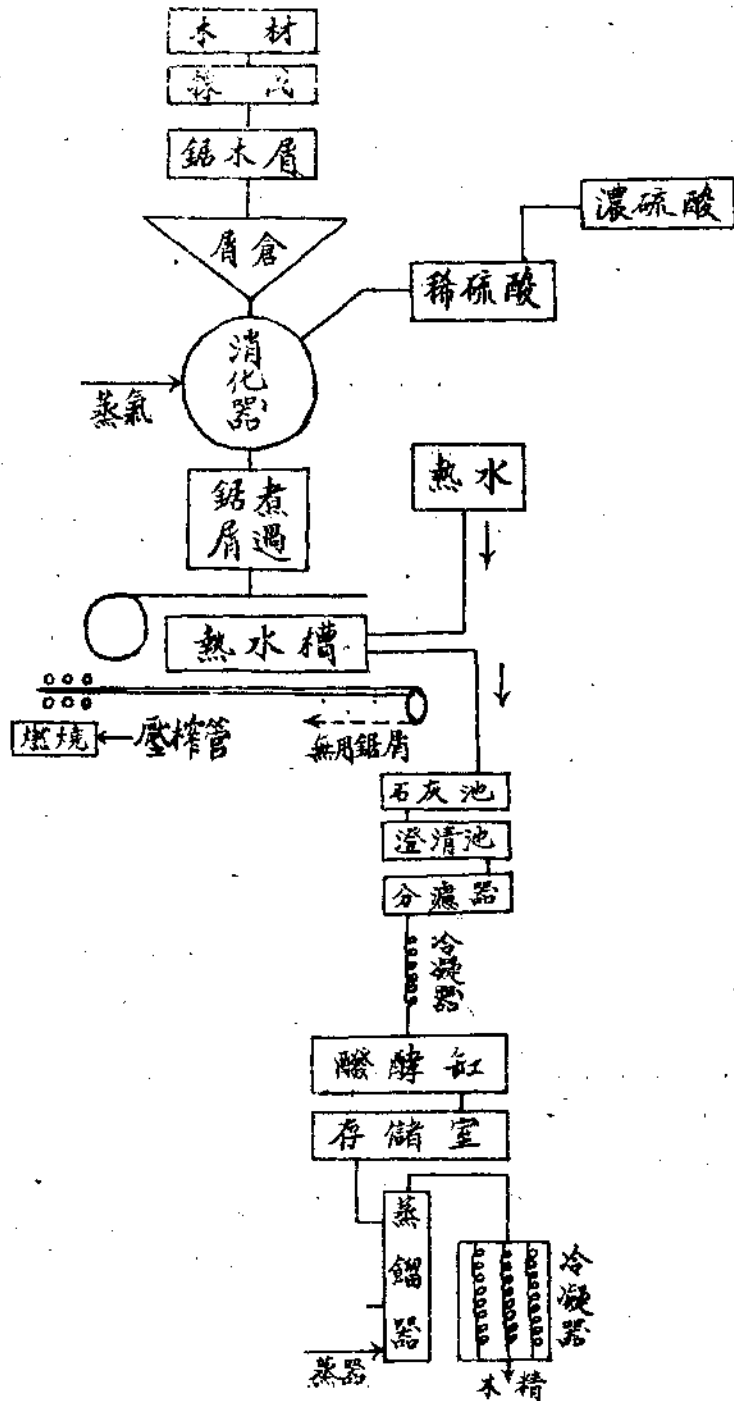 木材
鋸木屑
屑倉
濃硫酸
稀硫酸
消化器
蒸氣
煮過
鋸屑
熱水
熱水槽
燃燒
壓榨管
無用鋸屑
石灰池
澄清池
分濾器
冷凝器
醱酵缸
存儲室
蒸餾器
冷凝器
蒸器
木精